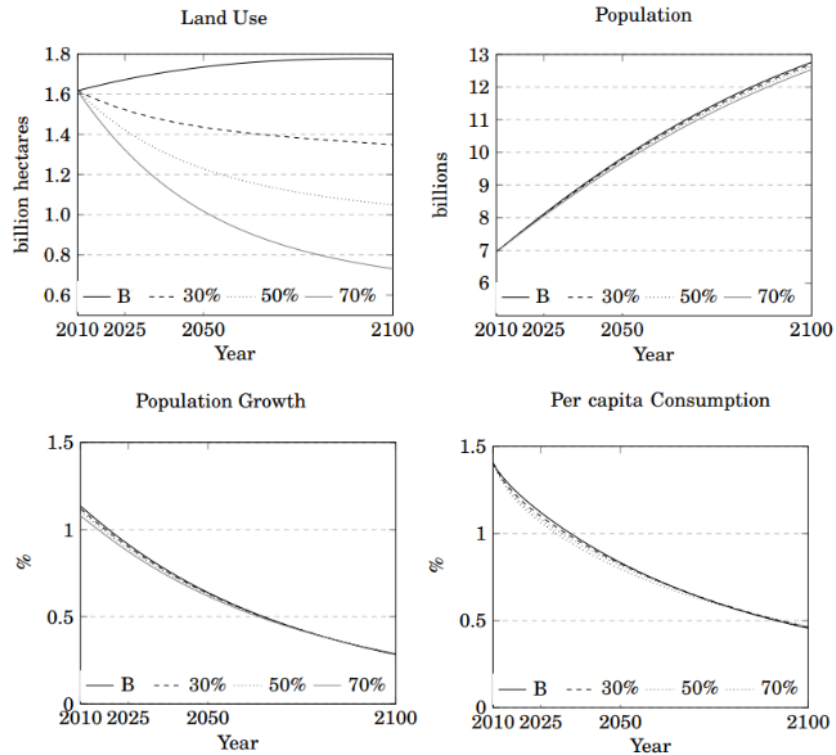 Land Use
1.8
1.6
1.4
1.2
1.0
0.8
0.6
billion hectares
B 30% 50% 70%
2010 2025 2050 2100
Year
Population
13
12
11
10
9
8
7
6
billions
B 30% 50% 70%
2010 2025 2050 2100
Year
Population Growth
1.5
1
0.5
0
%
B 30% 50% 70%
2010 2025 2050 2100
Year
Per capita Consumption
1.5
1
0.5
0
%
B 30% 50% 70%
2010 2025 2050 2100
Year